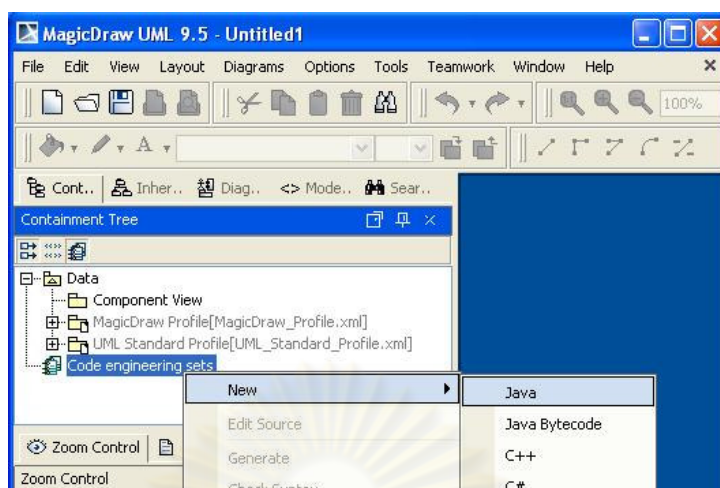 MagicDraw UML 9.5 - Untitled1
File Edit View Layout Diagrams Options Tools Teamwork Window Help
100%
A
Cont.. Inher.. Diag.. <> Mode.. Sear..
Containment Tree
Data
Component View
MagicDraw Profile[MagicDraw_Profile.xml]
UML Standard Profile[UML_Standard_Profile.xml]
Code engineering sets
New Java
Edit Source Java Bytecode
Zoom Control Generate C++
Zoom Control Check Syntax C#